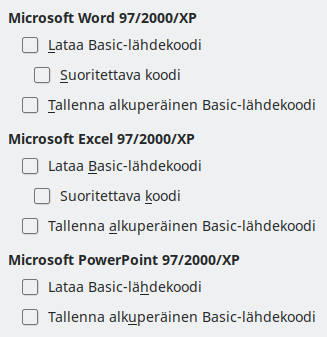 Microsoft Word 97/2000/XP
Lataa Basic-lähdekoodi
Suoritettava koodi
Tallenna alkuperäinen Basic-lähdekoodi
Microsoft Excel 97/2000/XP
Lataa Basic-lähdekoodi
Suoritettava koodi
Tallenna alkuperäinen Basic-lähdekoodi
Microsoft PowerPoint 97/2000/XP
Lataa Basic-lähdekoodi
Tallenna alkuperäinen Basic-lähdekoodi